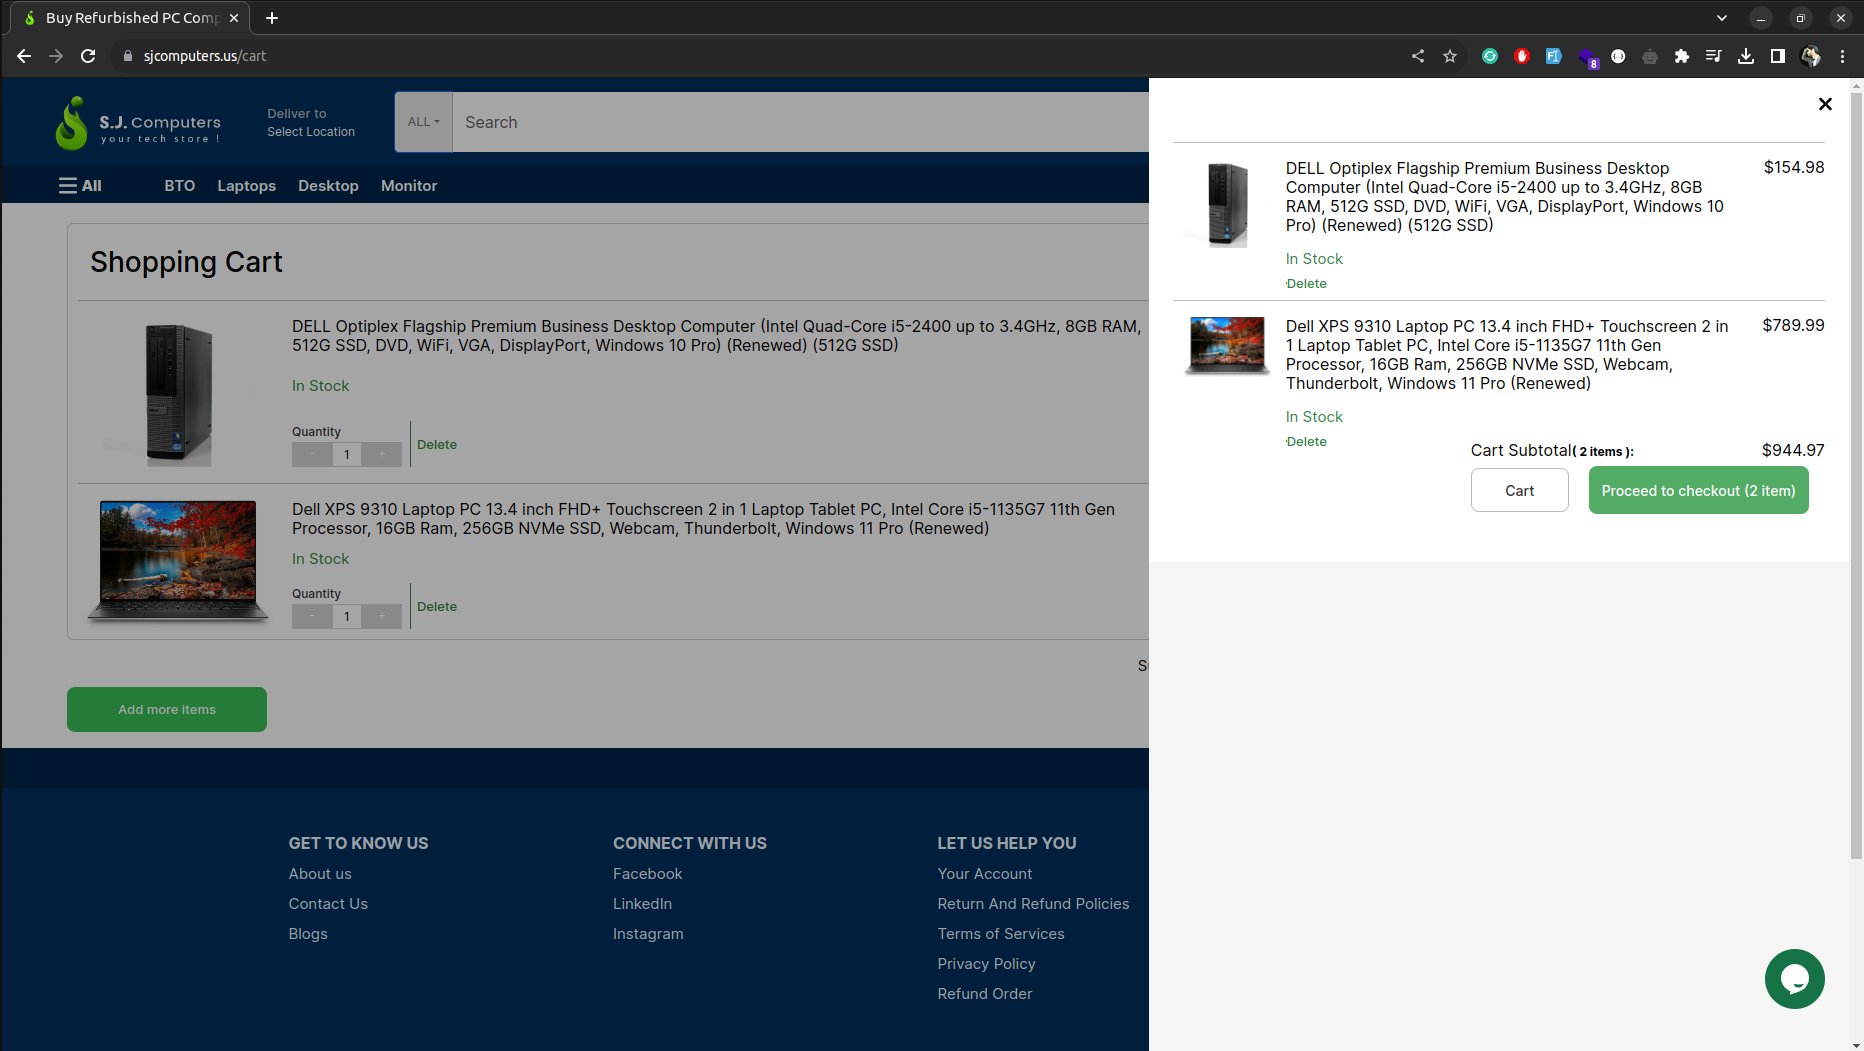 Buy Refurbished PC Comp
sjcomputers.us/cart
8
S.J. Computers
your tech store !
Deliver to
Select Location
ALL
Search
All
BTO
Laptops
Desktop
Monitor
Shopping Cart
DELL Optiplex Flagship Premium Business Desktop Computer (Intel Quad-Core i5-2400 up to 3.4GHz, 8GB RAM,
512G SSD, DVD, WiFi, VGA, DisplayPort, Windows 10 Pro) (Renewed) (512G SSD)
In Stock
Quantity
- 1 +
Delete
Dell XPS 9310 Laptop PC 13.4 inch FHD+ Touchscreen 2 in 1 Laptop Tablet PC, Intel Core i5-1135G7 11th Gen
Processor, 16GB Ram, 256GB NVMe SSD, Webcam, Thunderbolt, Windows 11 Pro (Renewed)
In Stock
Quantity
- 1 +
Delete
Add more items
GET TO KNOW US
About us
Contact Us
Blogs
CONNECT WITH US
Facebook
LinkedIn
Instagram
LET US HELP YOU
Your Account
Return And Refund Policies
Terms of Services
Privacy Policy
Refund Order
DELL Optiplex Flagship Premium Business Desktop
Computer (Intel Quad-Core i5-2400 up to 3.4GHz, 8GB
RAM, 512G SSD, DVD, WiFi, VGA, DisplayPort, Windows 10
Pro) (Renewed) (512G SSD)
$154.98
In Stock
Delete
Dell XPS 9310 Laptop PC 13.4 inch FHD+ Touchscreen 2 in
1 Laptop Tablet PC, Intel Core i5-1135G7 11th Gen
Processor, 16GB Ram, 256GB NVMe SSD, Webcam,
Thunderbolt, Windows 11 Pro (Renewed)
$789.99
In Stock
Delete
Cart Subtotal( 2 items ):
$944.97
Cart
Proceed to checkout (2 item)